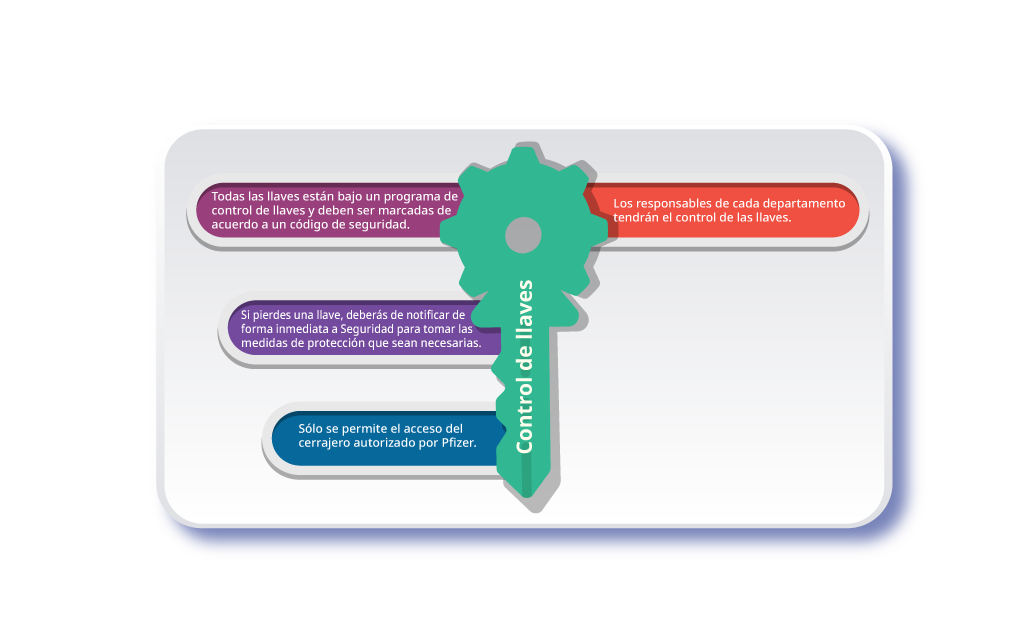 Todas las llaves están bajo un programa de
control de llaves y deben ser marcadas de
acuerdo a un código de seguridad.
Los responsables de cada departamento
tendrán el control de las llaves.
Si pierdes una llave, deberás de notificar de
forma inmediata a Seguridad para tomar las
medidas de protección que sean necesarias.
Sólo se permite el acceso del
cerrajero autorizado por Pfizer.
Control de llaves